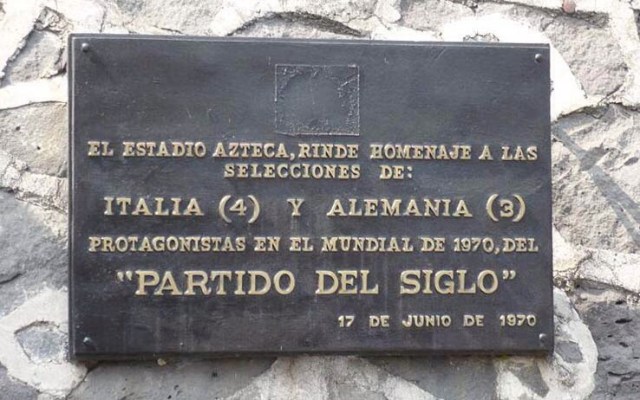 EL ESTADIO AZTECA, RINDE HOMENAJE A LAS
SELECCIONES DE:
ITALIA (4) Y ALEMANIA (3)
PROTAGONISTAS EN EL MUNDIAL DE 1970, DEL
"PARTIDO DEL SIGLO"
17 DE JUNIO DE 1970